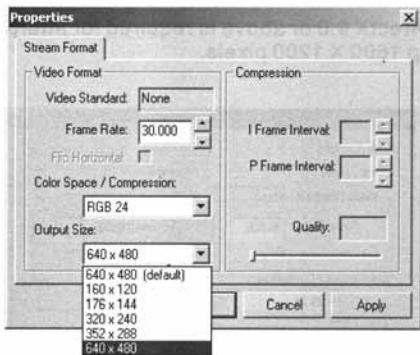 Properties
Stream Format
Video Format
Video Standard: None
Frame Rate: 30.000
Flip Horizontal:
Color Space / Compression:
RGB 24
Output Size:
640 x 480
640 x 480 (default)
160 x 120
176 x 144
320 x 240
352 x 288
640 x 480
Compression
I Frame Interval:
P Frame Interval:
Quality:
Cancel
Apply